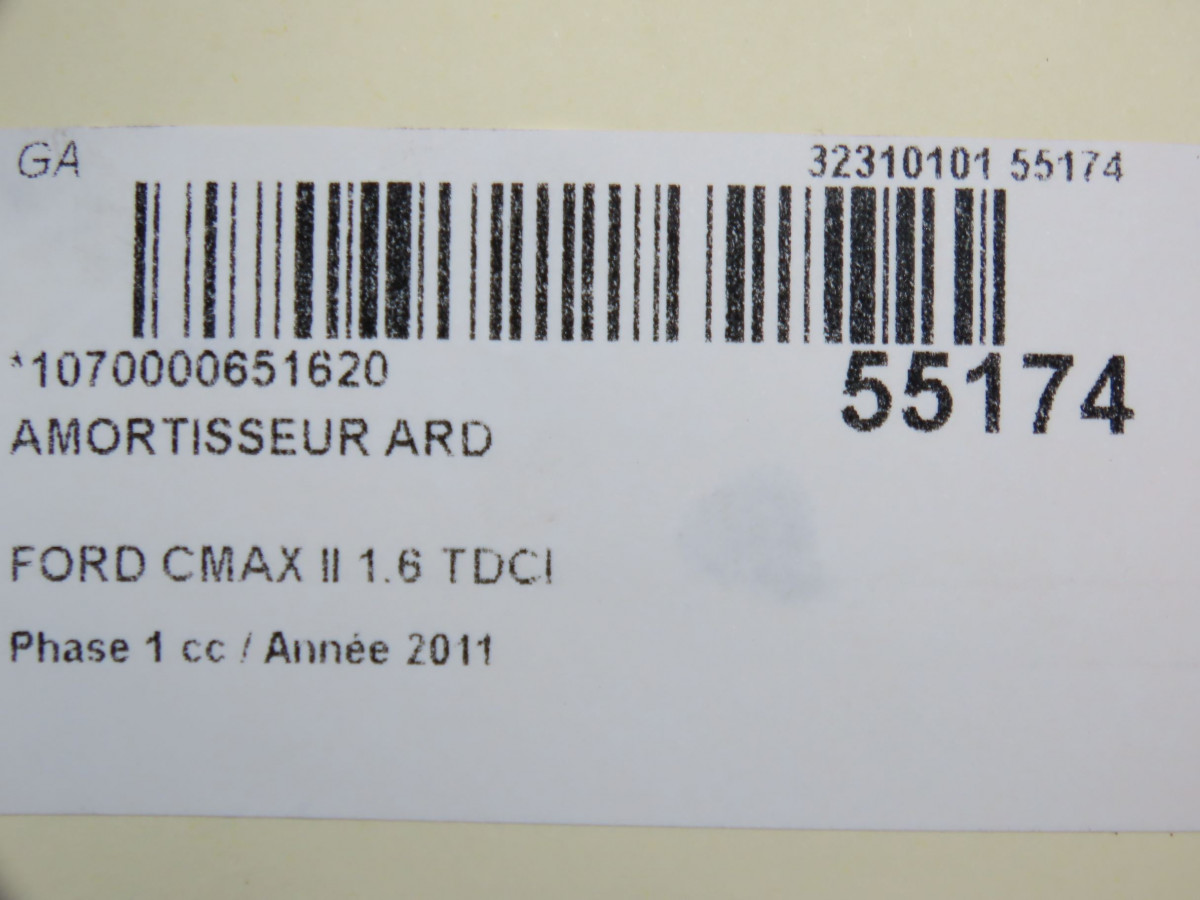 GA 32310101 55174
*1070000651620 55174
AMORTISSEUR ARD
FORD CMAX II 1.6 TDCI
Phase 1 cc / Année 2011